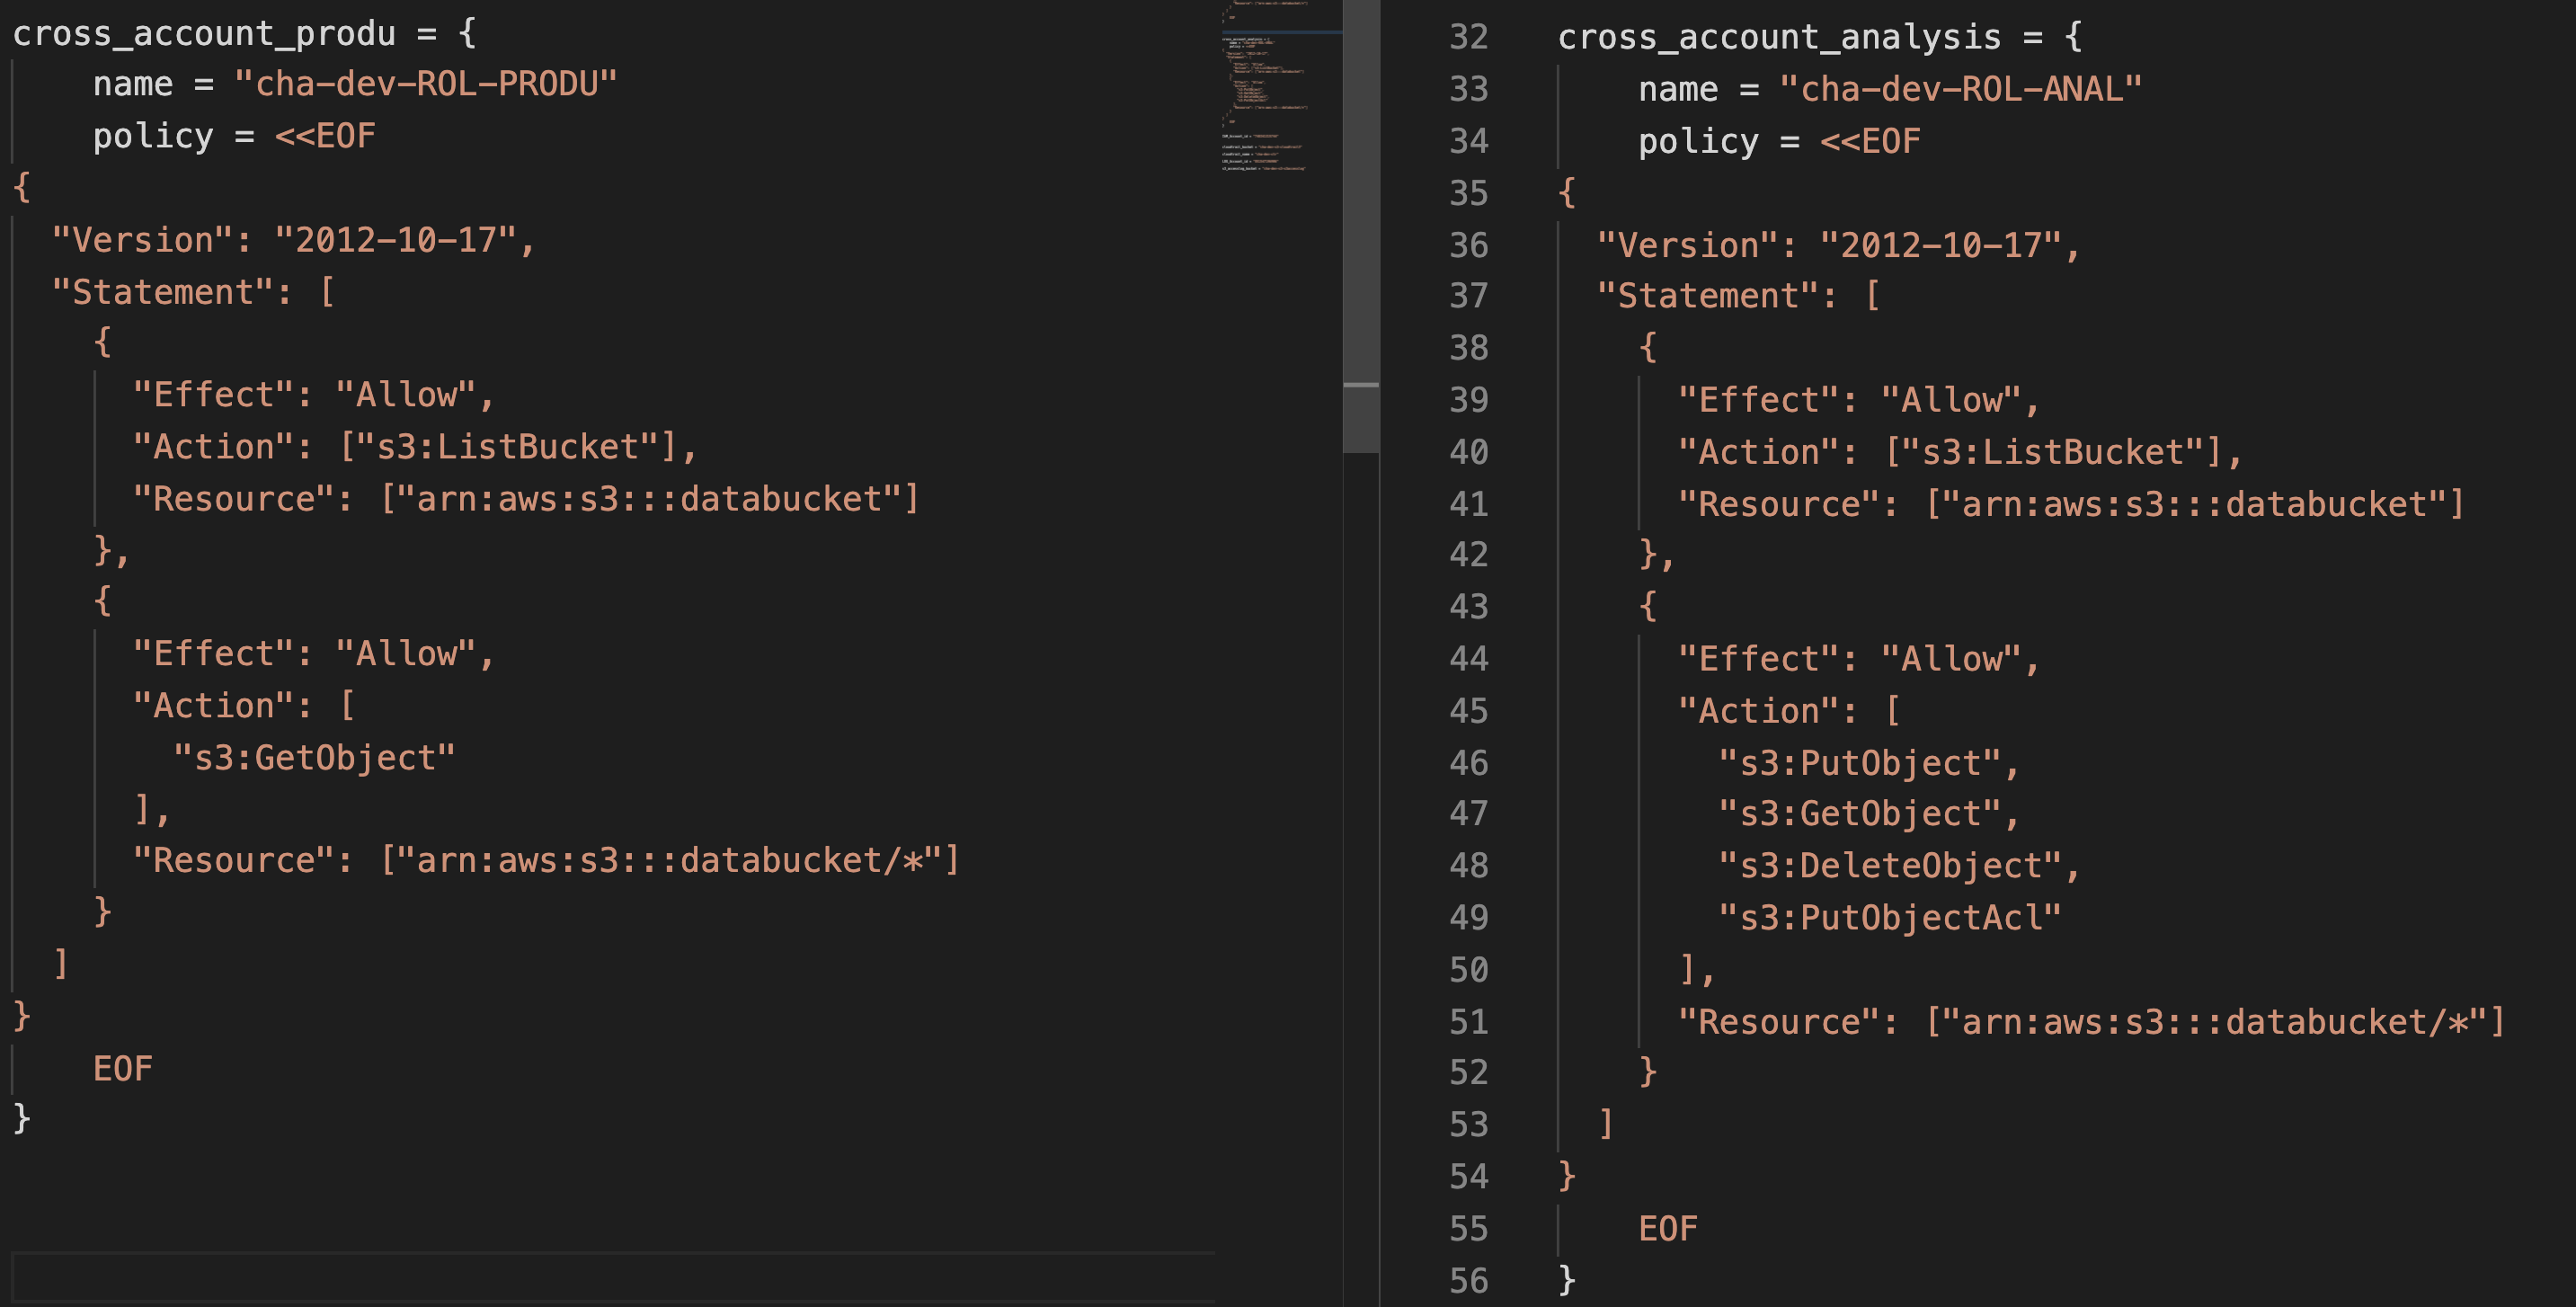 cross_account_produ = {
    name = "cha-dev-ROL-PRODU"
    policy = <<EOF
{
  "Version": "2012-10-17",
  "Statement": [
    {
      "Effect": "Allow",
      "Action": ["s3:ListBucket"],
      "Resource": ["arn:aws:s3:::databucket"]
    },
    {
      "Effect": "Allow",
      "Action": [
        "s3:GetObject"
      ],
      "Resource": ["arn:aws:s3:::databucket/*"]
    }
  ]
}
    EOF
}
32 cross_account_analysis = {
33     name = "cha-dev-ROL-ANAL"
34     policy = <<EOF
35 {
36   "Version": "2012-10-17",
37   "Statement": [
38     {
39       "Effect": "Allow",
40       "Action": ["s3:ListBucket"],
41       "Resource": ["arn:aws:s3:::databucket"]
42     },
43     {
44       "Effect": "Allow",
45       "Action": [
46         "s3:PutObject",
47         "s3:GetObject",
48         "s3:DeleteObject",
49         "s3:PutObjectAcl"
50       ],
51       "Resource": ["arn:aws:s3:::databucket/*"]
52     }
53   ]
54 }
55     EOF
56 }